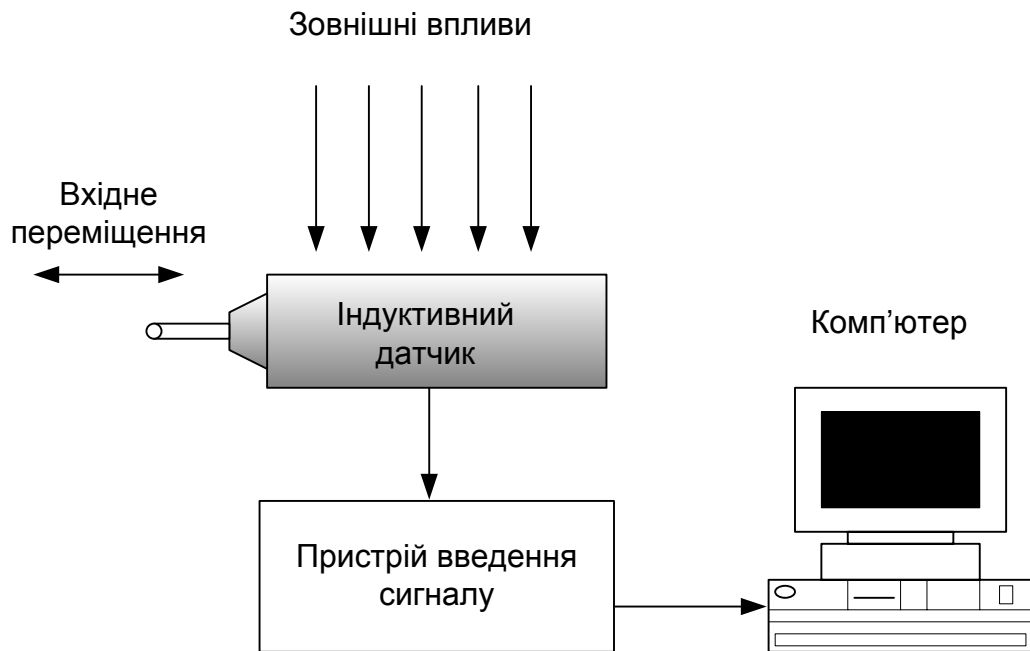 Зовнішні впливи
Вхідне
переміщення
Індуктивний
датчик
Комп’ютер
Пристрій введення
сигналу